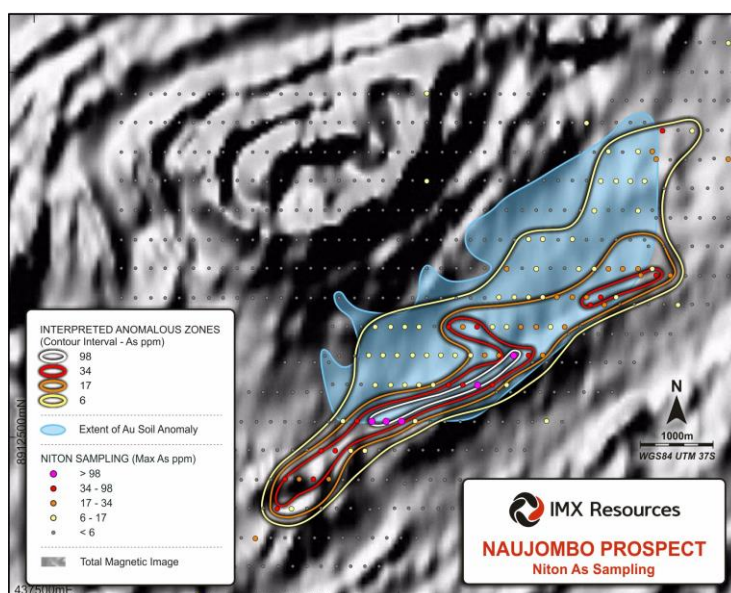 INTERPRETED ANOMALOUS ZONES
(Contour Interval - As ppm)
98
34
17
6
Extent of Au Soil Anomaly
NITON SAMPLING (Max As ppm)
> 98
34 - 98
17 - 34
6 - 17
< 6
Total Magnetic Image
8912500mN
437500mE
N
1000m
WGS84 UTM 37S
IMX Resources
NAUJOMBO PROSPECT
Niton As Sampling